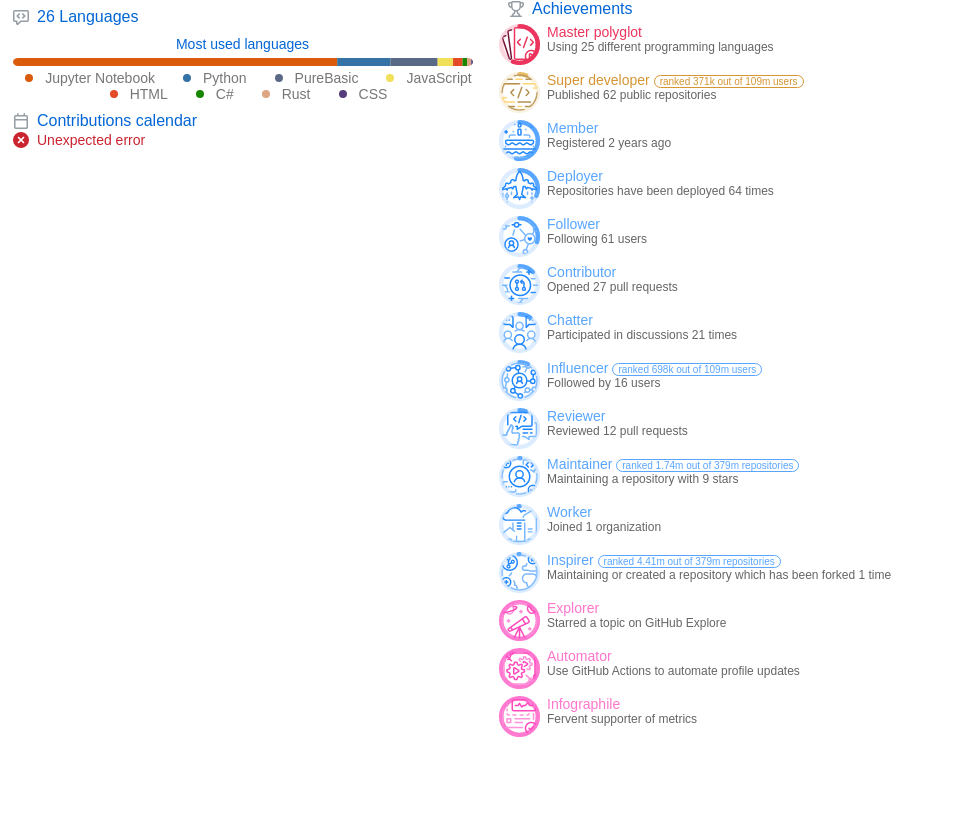 26 Languages
Most used languages
Jupyter Notebook Python PureBasic JavaScript
HTML C# Rust CSS
Contributions calendar
Unexpected error
Achievements
Master polyglot
Using 25 different programming languages
Super developer ranked 371k out of 109m users
Published 62 public repositories
Member
Registered 2 years ago
Deployer
Repositories have been deployed 64 times
Follower
Following 61 users
Contributor
Opened 27 pull requests
Chatter
Participated in discussions 21 times
Influencer ranked 698k out of 109m users
Followed by 16 users
Reviewer
Reviewed 12 pull requests
Maintainer ranked 1.74m out of 379m repositories
Maintaining a repository with 9 stars
Worker
Joined 1 organization
Inspirer ranked 4.41m out of 379m repositories
Maintaining or created a repository which has been forked 1 time
Explorer
Starred a topic on GitHub Explore
Automator
Use GitHub Actions to automate profile updates
Infographile
Fervent supporter of metrics